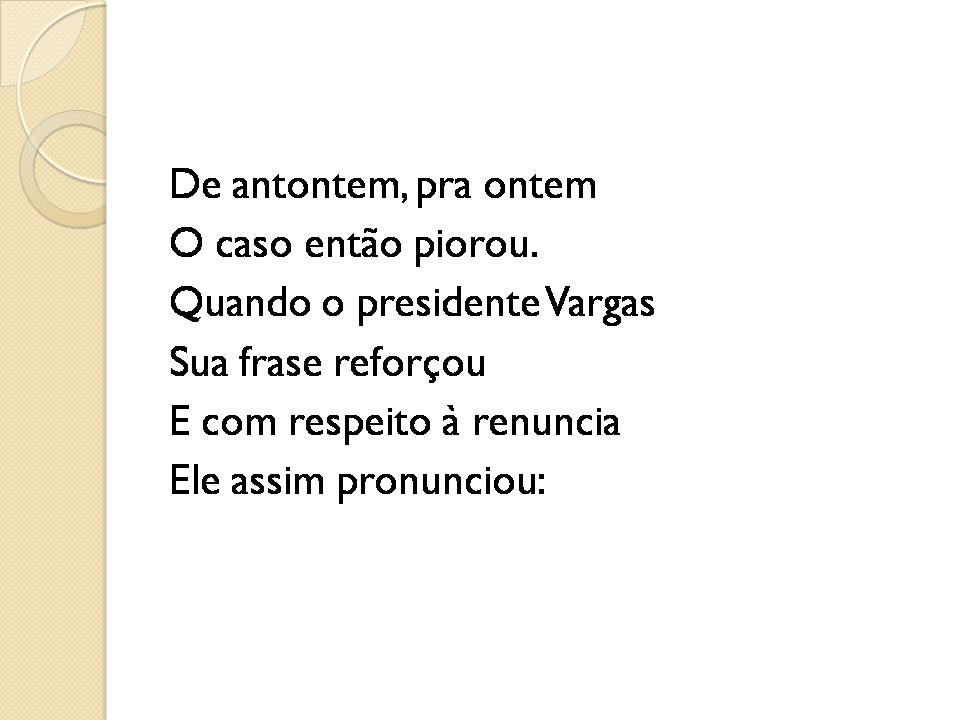 De antontem, pra ontem
O caso então piorou.
Quando o presidente Vargas
Sua frase reforçou
E com respeito à renuncia
Ele assim pronunciou: